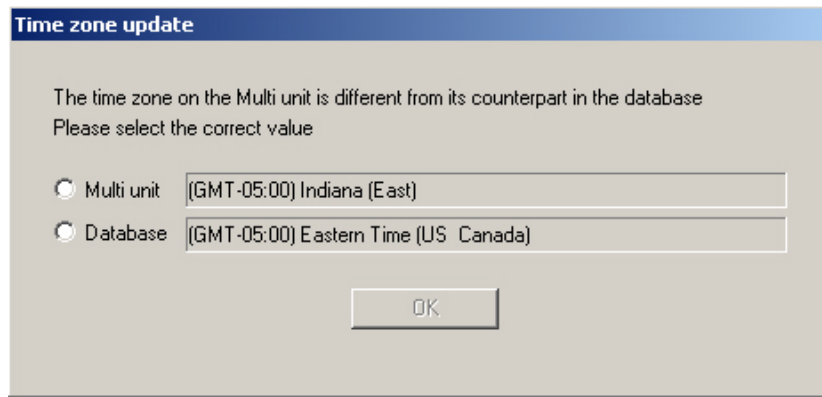 Time zone update
The time zone on the Multi unit is different from its counterpart in the database
Please select the correct value
Multi unit (GMT-05:00) Indiana (East)
Database (GMT-05:00) Eastern Time (US  Canada)
OK